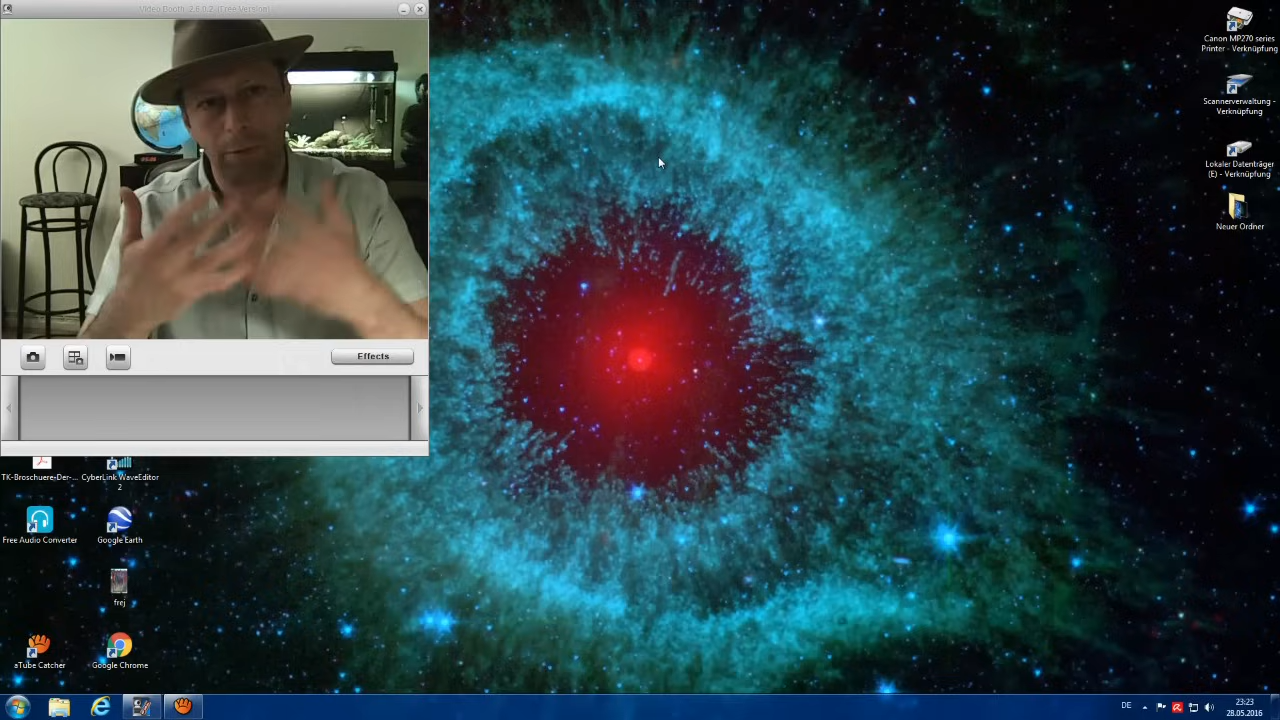 Video Booth 2.8.0.2 (Free Version)
Effects
Canon MP270 series
Printer - Verknüpfung
Scannerverwaltung -
Verknüpfung
Lokaler Datenträger
(E) - Verknüpfung
Neuer Ordner
TK-Broschuere-Der-...
CyberLink WaveEditor
2
Free Audio Converter
Google Earth
frej
aTube Catcher
Google Chrome
DE
23:23
28.05.2016